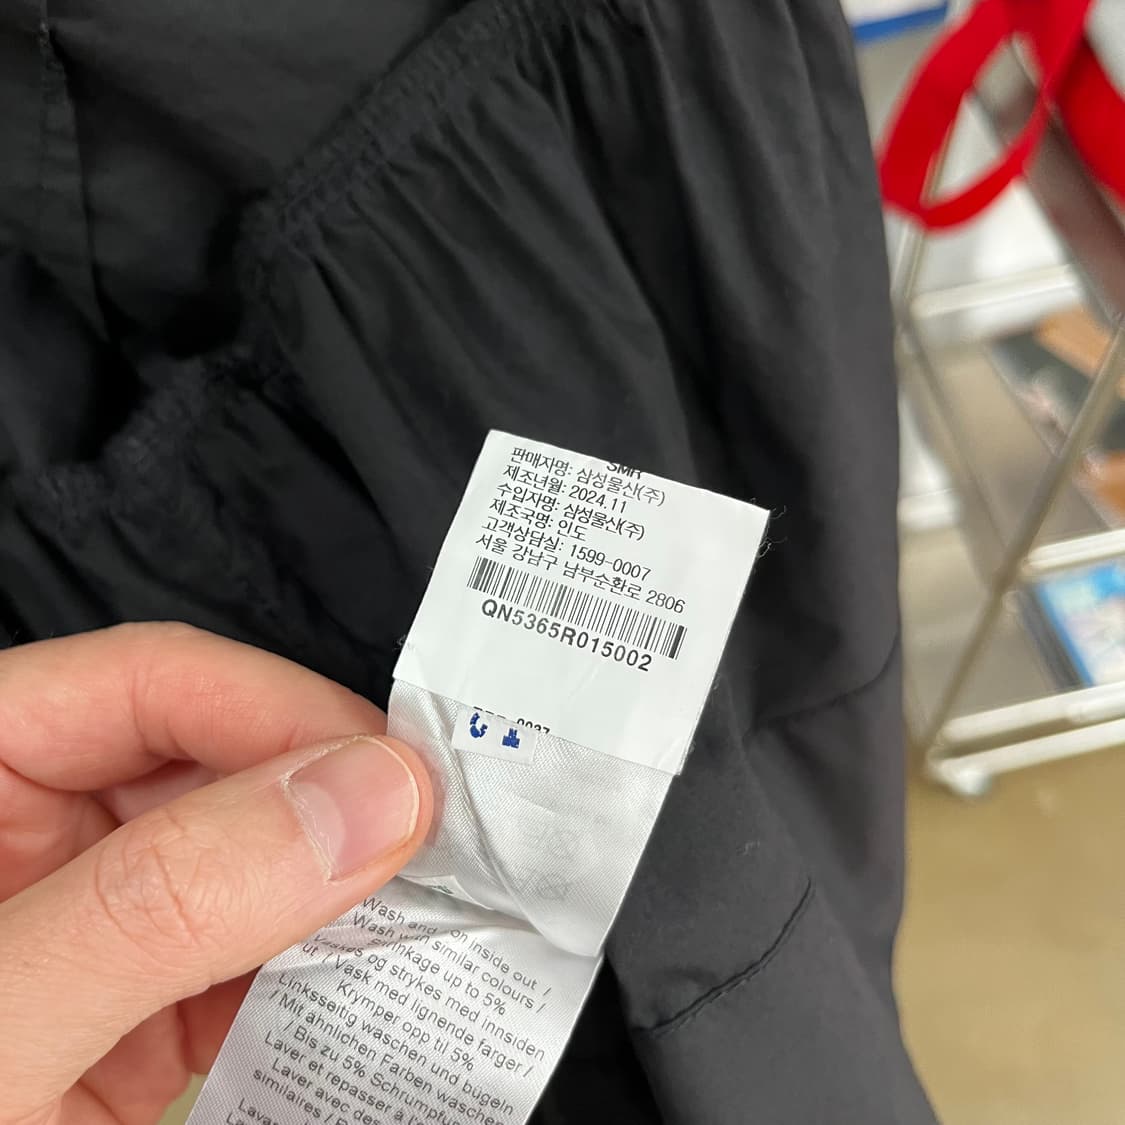 SMR
판매자명: 삼성물산(주)
제조년월: 2024.11
수입자명: 삼성물산(주)
제조국명: 인도
고객상담실: 1599-0007
서울 강남구 남부순환로 2806
QN5365R015002
Wash and inside out /
Wash with similar colours /
shrinkage up to 5%
og strykes med innsiden
ut / Vask med lignende farger /
Krymper opp til 5%
Linksseitig waschen und bügeln
/ Mit ähnlichen Farben waschen
/ Bis zu 5% Schrumpfung
Laver et repasser à
Laver avec des
similaires /